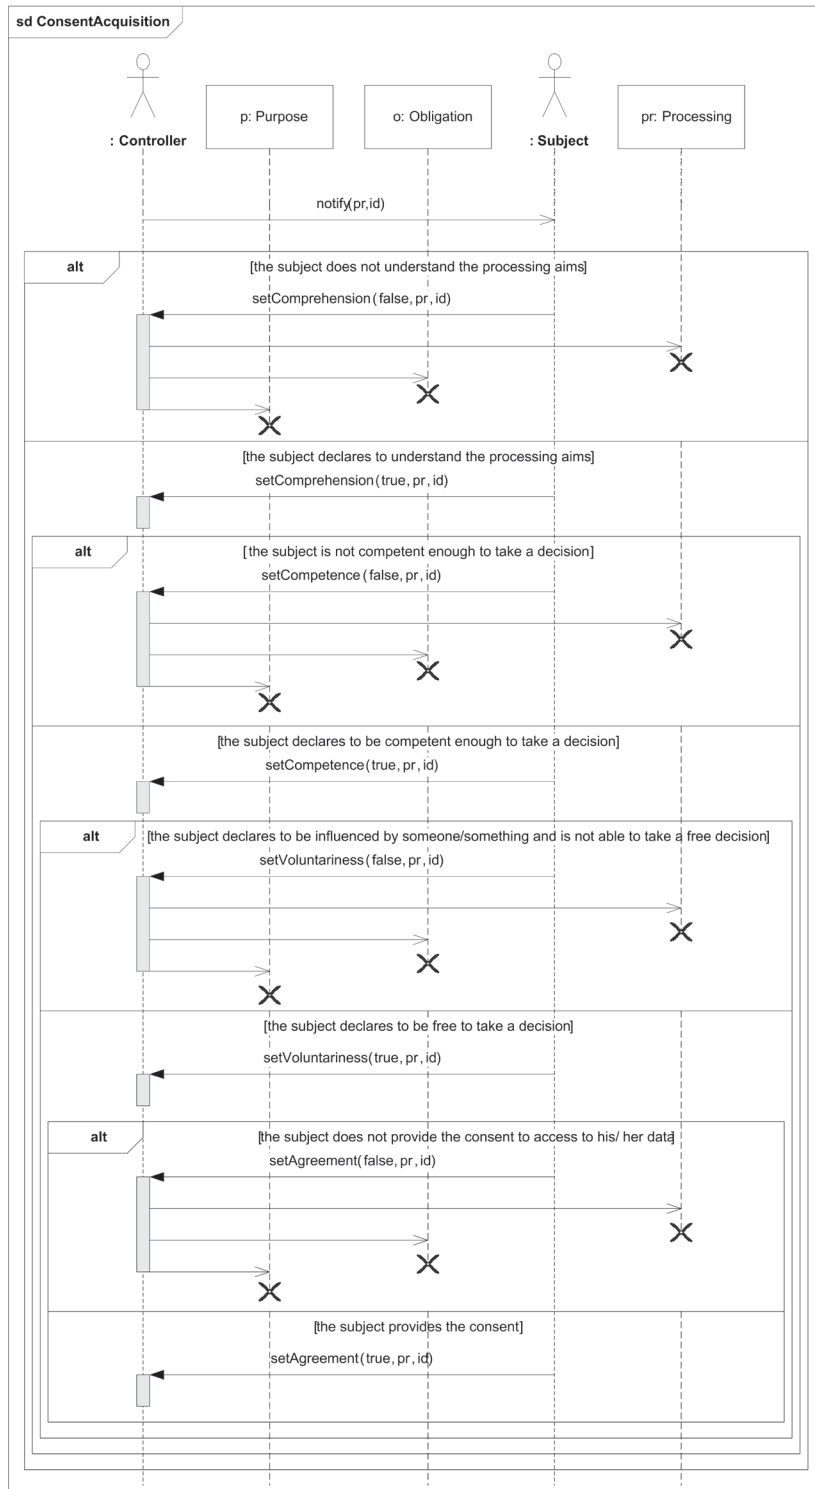 sd ConsentAcquisition
p: Purpose
o: Obligation
pr: Processing
: Controller
: Subject
notify(pr,id)
alt
[the subject does not understand the processing aims]
setComprehension(false, pr, id)
[the subject declares to understand the processing aims]
setComprehension(true, pr, id)
alt
[the subject is not competent enough to take a decision]
setCompetence (false, pr, id)
[the subject declares to be competent enough to take a decision]
setCompetence(true, pr, id)
alt
[the subject declares to be influenced by someone/something and is not able to take a free decision]
setVoluntariness(false, pr, id)
[the subject declares to be free to take a decision]
setVoluntariness(true, pr, id)
alt
[the subject does not provide the consent to access to his/ her data]
setAgreement(false, pr, id)
[the subject provides the consent]
setAgreement(true, pr, id)